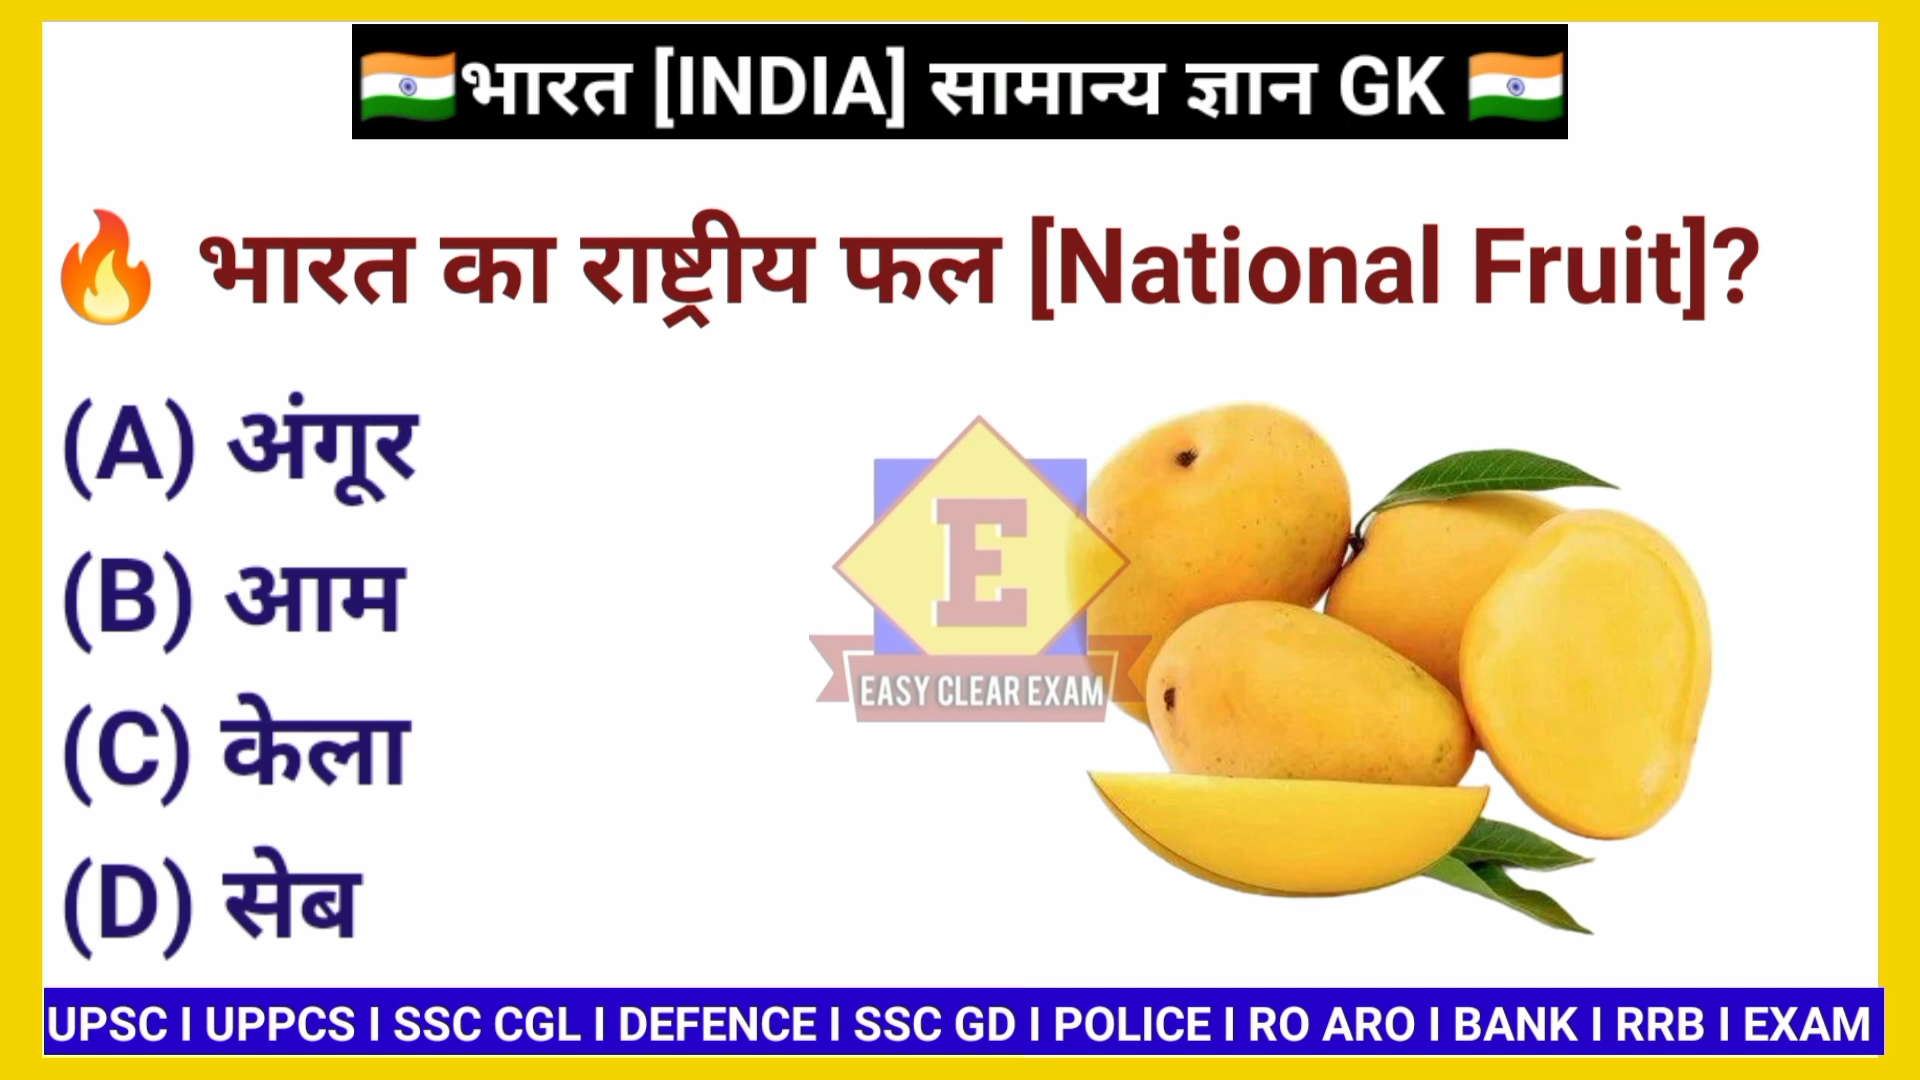 🇮🇳भारत [INDIA] सामान्य ज्ञान GK 🇮🇳
🔥 भारत का राष्ट्रीय फल [National Fruit]?
(A) अंगूर
(B) आम
(C) केला
(D) सेब
E
EASY CLEAR EXAM
UPSC I UPPCS I SSC CGL I DEFENCE I SSC GD I POLICE I RO ARO I BANK I RRB I EXAM